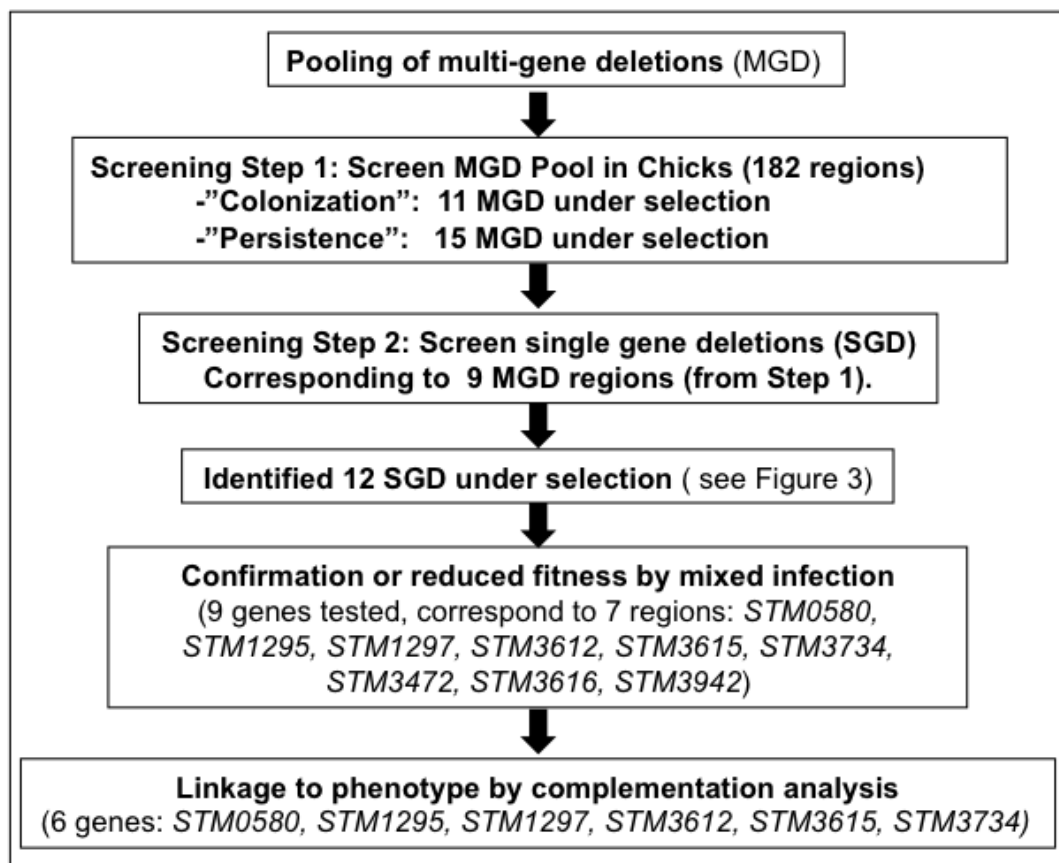 Pooling of multi-gene deletions (MGD)
Screening Step 1: Screen MGD Pool in Chicks (182 regions)
-”Colonization”: 11 MGD under selection
-”Persistence”: 15 MGD under selection
Screening Step 2: Screen single gene deletions (SGD)
Corresponding to 9 MGD regions (from Step 1).
Identified 12 SGD under selection ( see Figure 3)
Confirmation or reduced fitness by mixed infection
(9 genes tested, correspond to 7 regions: STM0580,
STM1295, STM1297, STM3612, STM3615, STM3734,
STM3472, STM3616, STM3942)
Linkage to phenotype by complementation analysis
(6 genes: STM0580, STM1295, STM1297, STM3612, STM3615, STM3734)